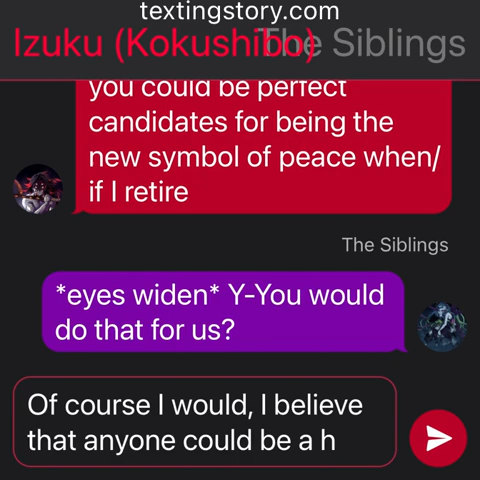 textingstory.com
Izuku (Kokushibo) The Siblings
you could be perfect
candidates for being the
new symbol of peace when/
if I retire
The Siblings
*eyes widen* Y-You would
do that for us?
Of course I would, I believe
that anyone could be a h